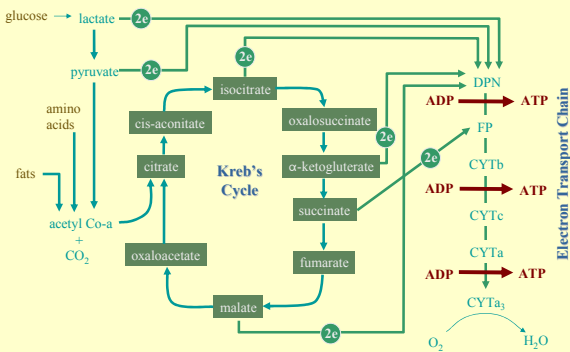 glucose
lactate
2e
pyruvate
2e
2e
isocitrate
DPN
ADP
ATP
amino
acids
cis-aconitate
oxalosuccinate
FP
2e
2e
fats
citrate
Kreb's
Cycle
α-ketogluterate
CYTb
ADP
ATP
succinate
CYTc
acetyl Co-a
+
CO2
oxaloacetate
fumarate
CYTa
ADP
ATP
malate
2e
CYTa3
O2
H2O
Electron Transport Chain